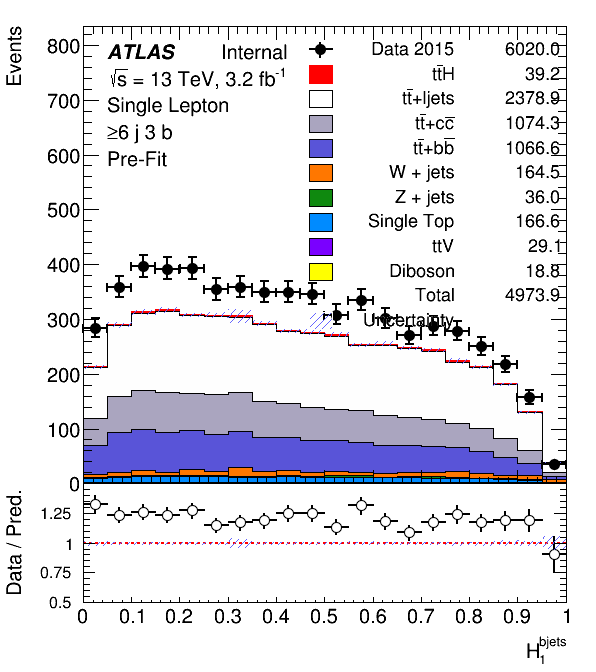 Events
800
700
600
500
400
300
200
100
0
ATLAS Internal
√s = 13 TeV, 3.2 fb⁻¹
Single Lepton
≥6 j 3 b
Pre-Fit
Data 2015 6020.0
tt̄H 39.2
tt̄+ljets 2378.9
tt̄+cc̄ 1074.3
tt̄+bb̄ 1066.6
W + jets 164.5
Z + jets 36.0
Single Top 166.6
ttV 29.1
Diboson 18.8
Total 4973.9
Uncertainty
Data / Pred.
1.25
1
0.75
0.5
0 0.1 0.2 0.3 0.4 0.5 0.6 0.7 0.8 0.9 1
H₁^bjets